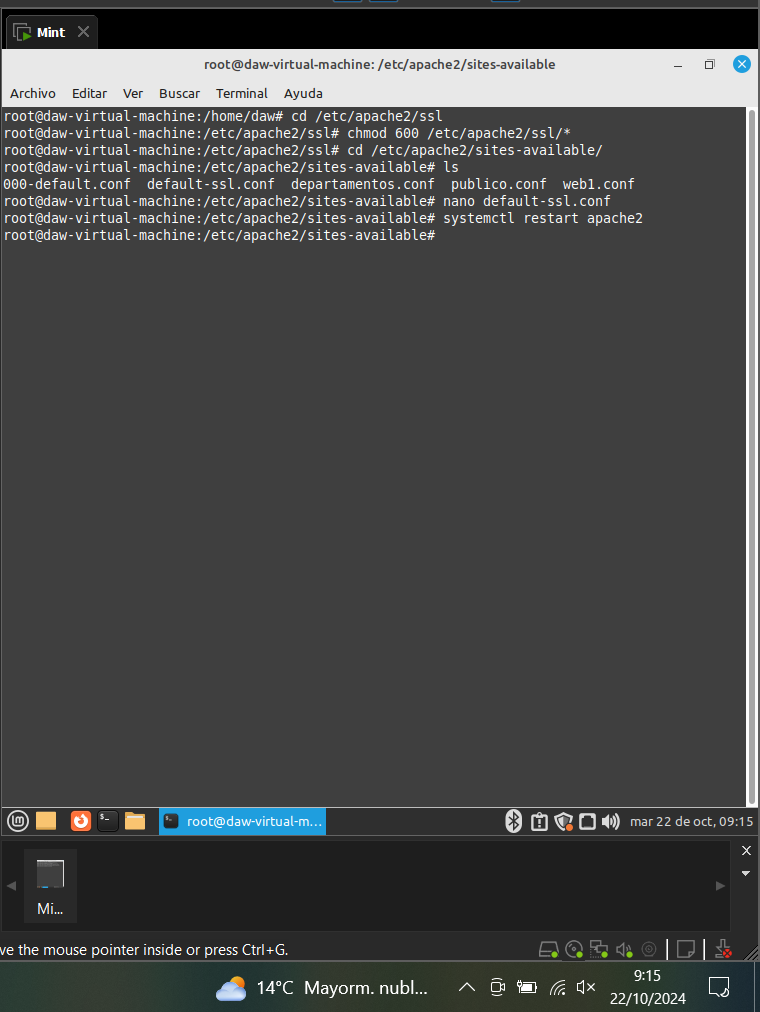 Mint
root@daw-virtual-machine: /etc/apache2/sites-available
Archivo Editar Ver Buscar Terminal Ayuda
root@daw-virtual-machine:/home/daw# cd /etc/apache2/ssl
root@daw-virtual-machine:/etc/apache2/ssl# chmod 600 /etc/apache2/ssl/*
root@daw-virtual-machine:/etc/apache2/ssl# cd /etc/apache2/sites-available/
root@daw-virtual-machine:/etc/apache2/sites-available# ls
000-default.conf  default-ssl.conf  departamentos.conf  publico.conf  web1.conf
root@daw-virtual-machine:/etc/apache2/sites-available# nano default-ssl.conf
root@daw-virtual-machine:/etc/apache2/sites-available# systemctl restart apache2
root@daw-virtual-machine:/etc/apache2/sites-available#
root@daw-virtual-m... mar 22 de oct, 09:15
Mi...
ve the mouse pointer inside or press Ctrl+G.
14°C Mayorm. nubl... 9:15
22/10/2024